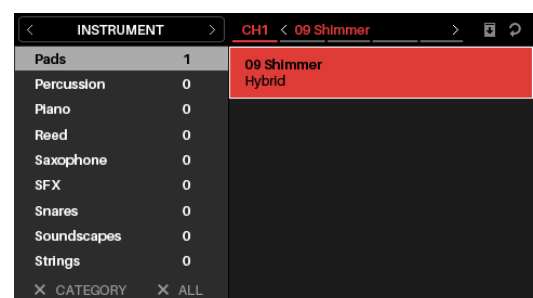 INSTRUMENT
CH1 09 Shimmer
Pads 1
Percussion 0
Piano 0
Reed 0
Saxophone 0
SFX 0
Snares 0
Soundscapes 0
Strings 0
CATEGORY ALL
09 Shimmer
Hybrid